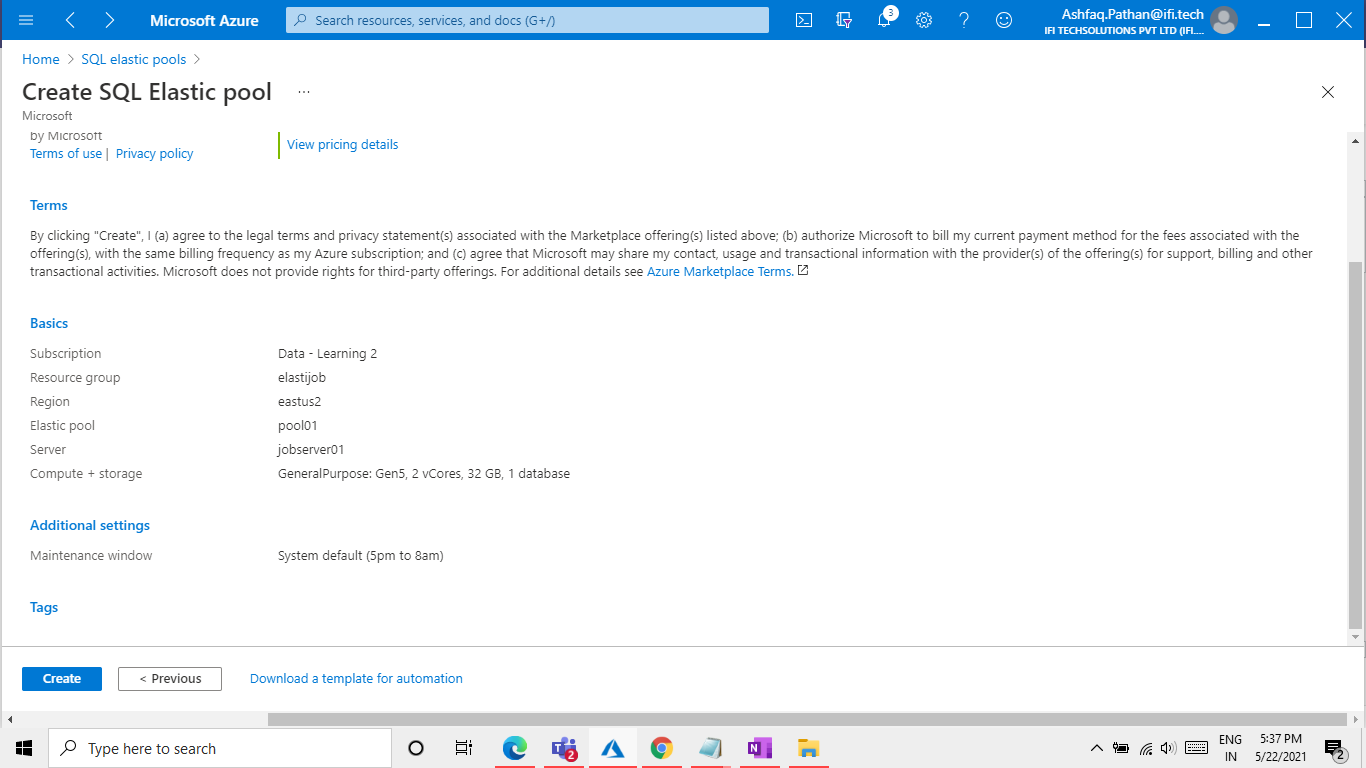 Microsoft Azure
Search resources, services, and docs (G+/)
3
Ashfaq.Pathan@ifi.tech
IFI TECHSOLUTIONS PVT LTD (IFI....
Home > SQL elastic pools >
Create SQL Elastic pool ...
Microsoft
by Microsoft
Terms of use | Privacy policy
View pricing details
Terms
By clicking "Create", I (a) agree to the legal terms and privacy statement(s) associated with the Marketplace offering(s) listed above; (b) authorize Microsoft to bill my current payment method for the fees associated with the
offering(s), with the same billing frequency as my Azure subscription; and (c) agree that Microsoft may share my contact, usage and transactional information with the provider(s) of the offering(s) for support, billing and other
transactional activities. Microsoft does not provide rights for third-party offerings. For additional details see Azure Marketplace Terms.
Basics
Subscription Data - Learning 2
Resource group elastijob
Region eastus2
Elastic pool pool01
Server jobserver01
Compute + storage GeneralPurpose: Gen5, 2 vCores, 32 GB, 1 database
Additional settings
Maintenance window System default (5pm to 8am)
Tags
Create < Previous Download a template for automation
Type here to search
2
ENG
IN
5:37 PM
5/22/2021
2